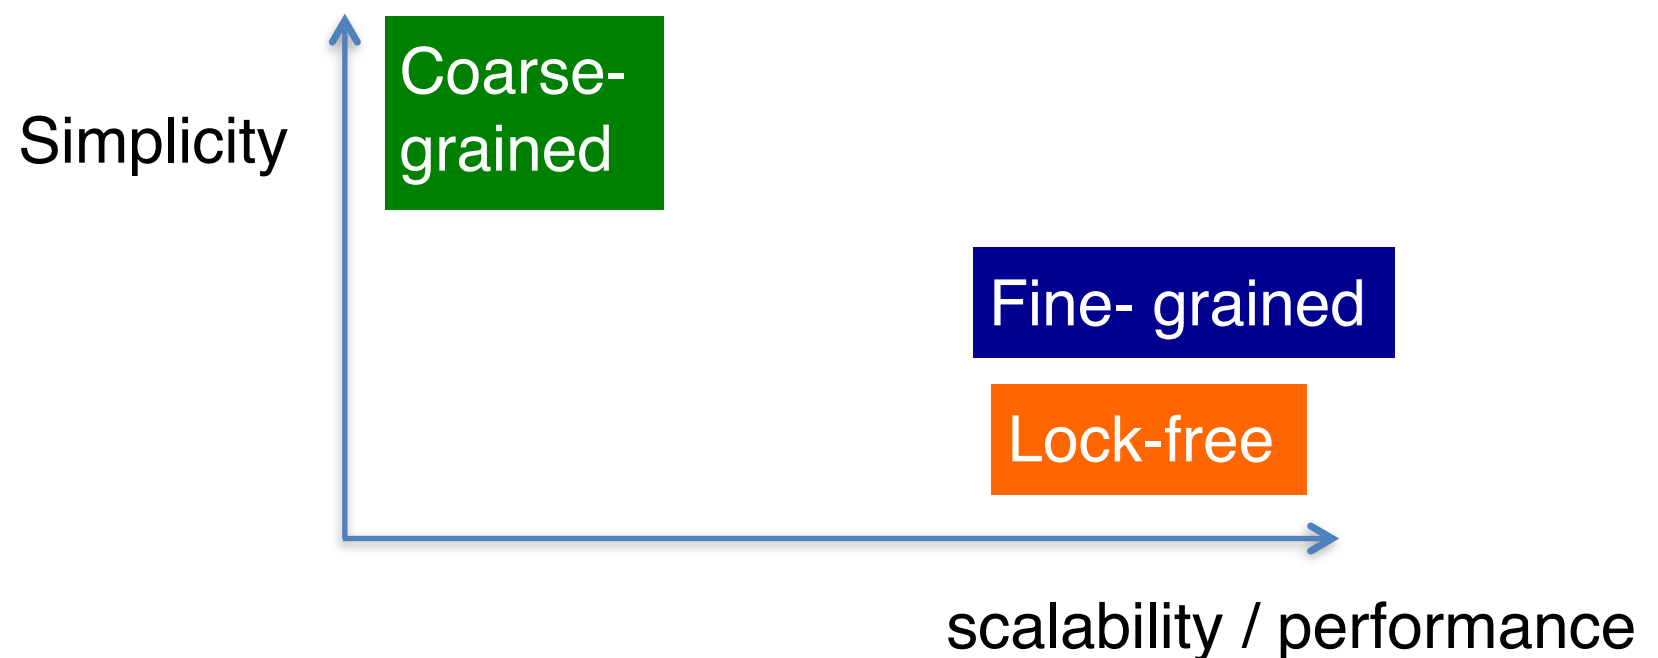 Coarse-
grained
Simplicity
Fine- grained
Lock-free
scalability / performance